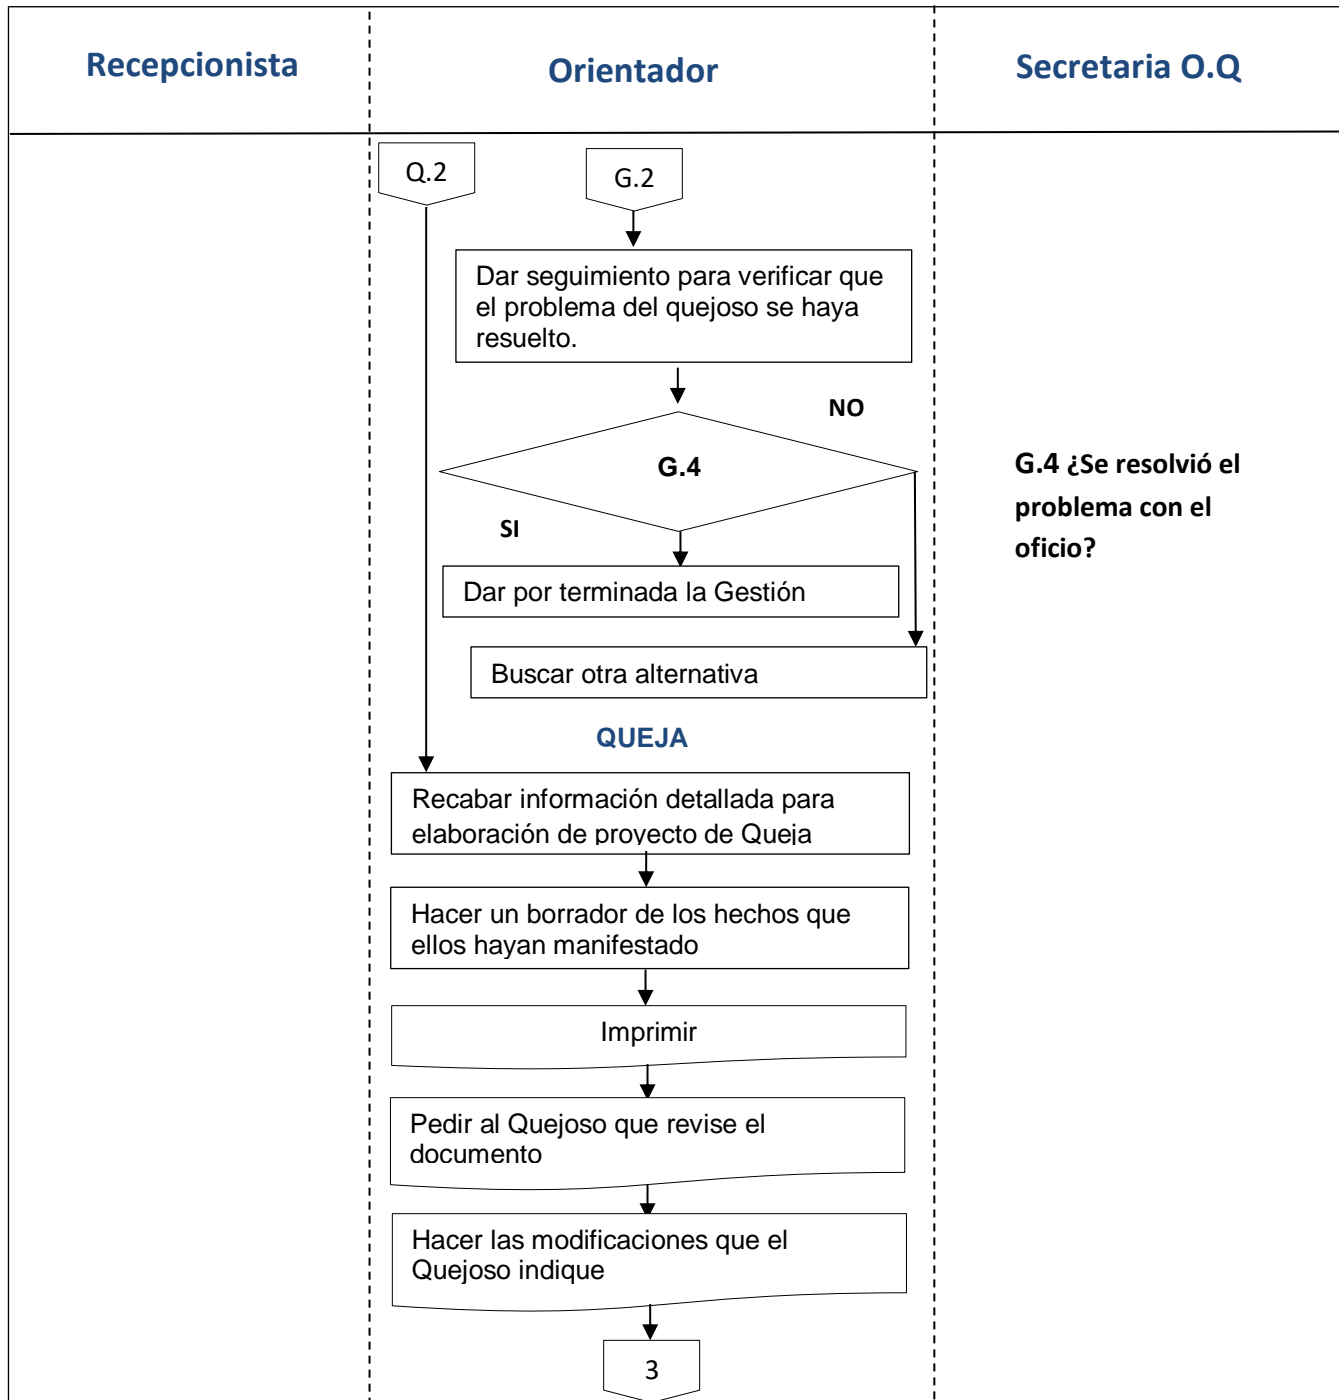 Recepcionista
Orientador
Secretaria O.Q
Q.2
G.2
Dar seguimiento para verificar que
el problema del quejoso se haya
resuelto.
NO
G.4
SI
G.4 ¿Se resolvió el
problema con el
oficio?
Dar por terminada la Gestión
Buscar otra alternativa
QUEJA
Recabar información detallada para
elaboración de proyecto de Queja
Hacer un borrador de los hechos que
ellos hayan manifestado
Imprimir
Pedir al Quejoso que revise el
documento
Hacer las modificaciones que el
Quejoso indique
3